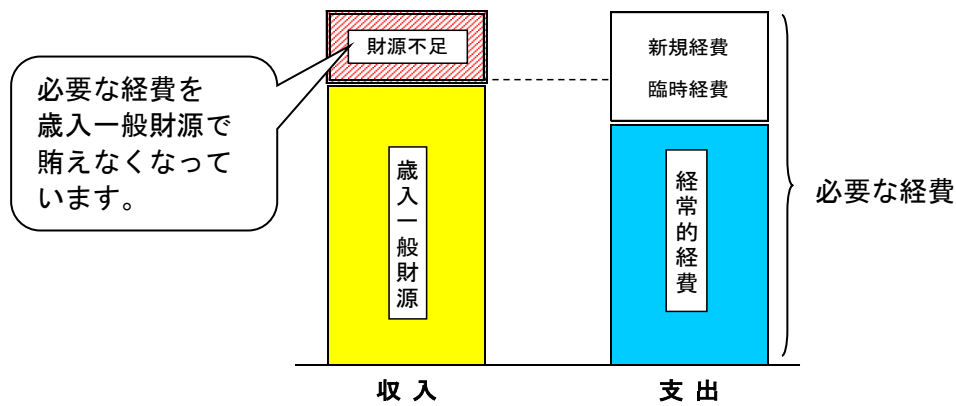 財源不足
新規経費
臨時経費
必要な経費を
歳入一般財源で
賄えなくなって
います。
歳入一般財源
経常的経費
必要な経費
収入
支出